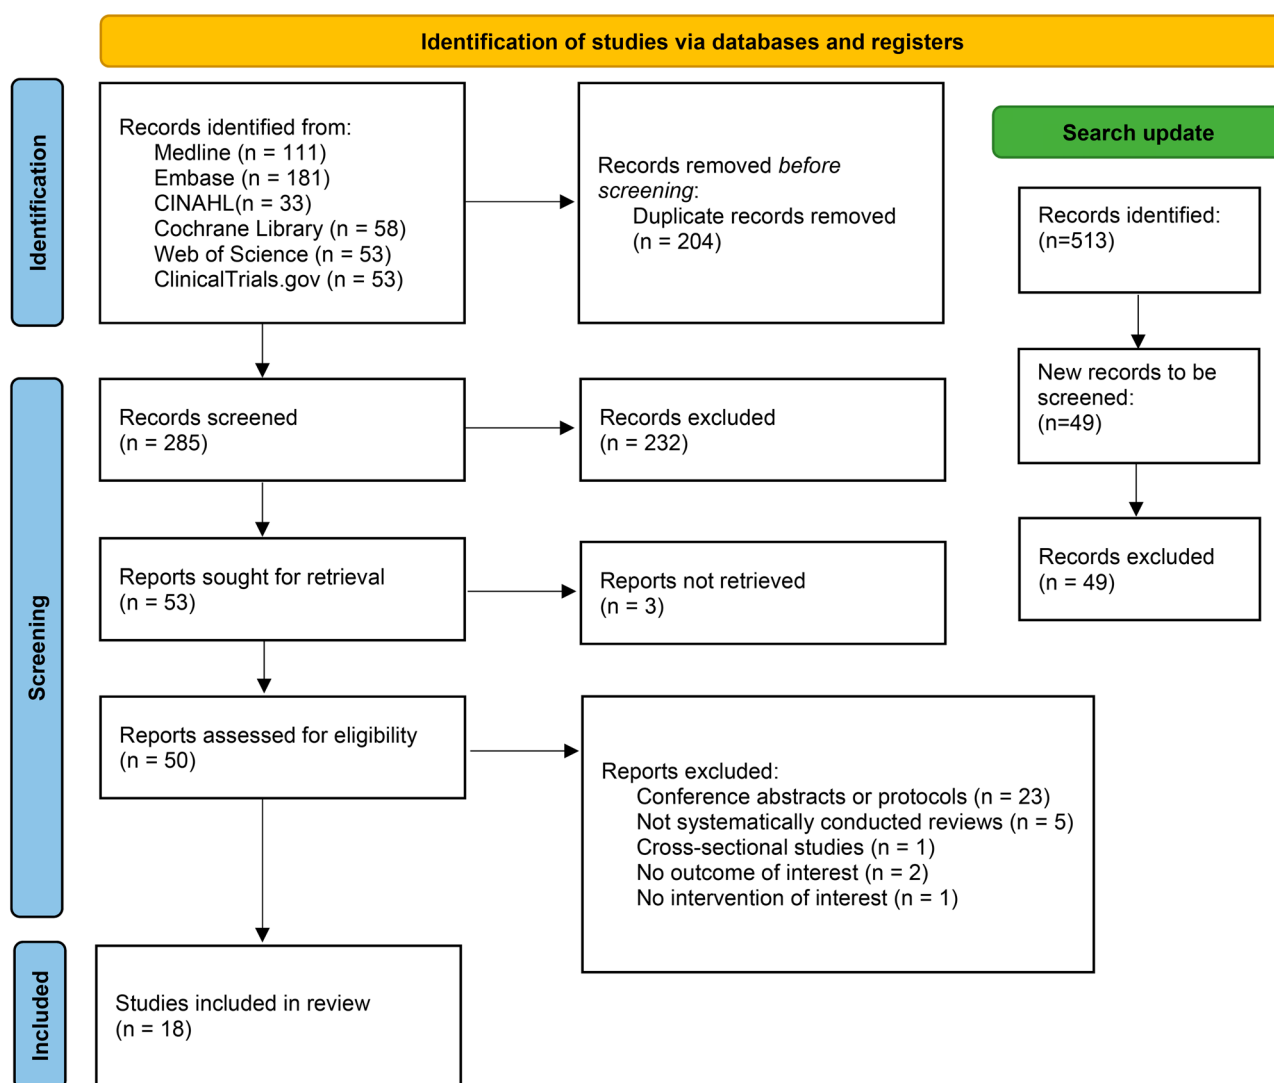 Identification of studies via databases and registers
Identification
Records identified from:
Medline (n = 111)
Embase (n = 181)
CINAHL(n = 33)
Cochrane Library (n = 58)
Web of Science (n = 53)
ClinicalTrials.gov (n = 53)
Records removed before
screening:
Duplicate records removed
(n = 204)
Search update
Records identified:
(n=513)
New records to be
screened:
(n=49)
Records excluded
(n = 49)
Screening
Records screened
(n = 285)
Records excluded
(n = 232)
Reports sought for retrieval
(n = 53)
Reports not retrieved
(n = 3)
Reports assessed for eligibility
(n = 50)
Reports excluded:
Conference abstracts or protocols (n = 23)
Not systematically conducted reviews (n = 5)
Cross-sectional studies (n = 1)
No outcome of interest (n = 2)
No intervention of interest (n = 1)
Included
Studies included in review
(n = 18)